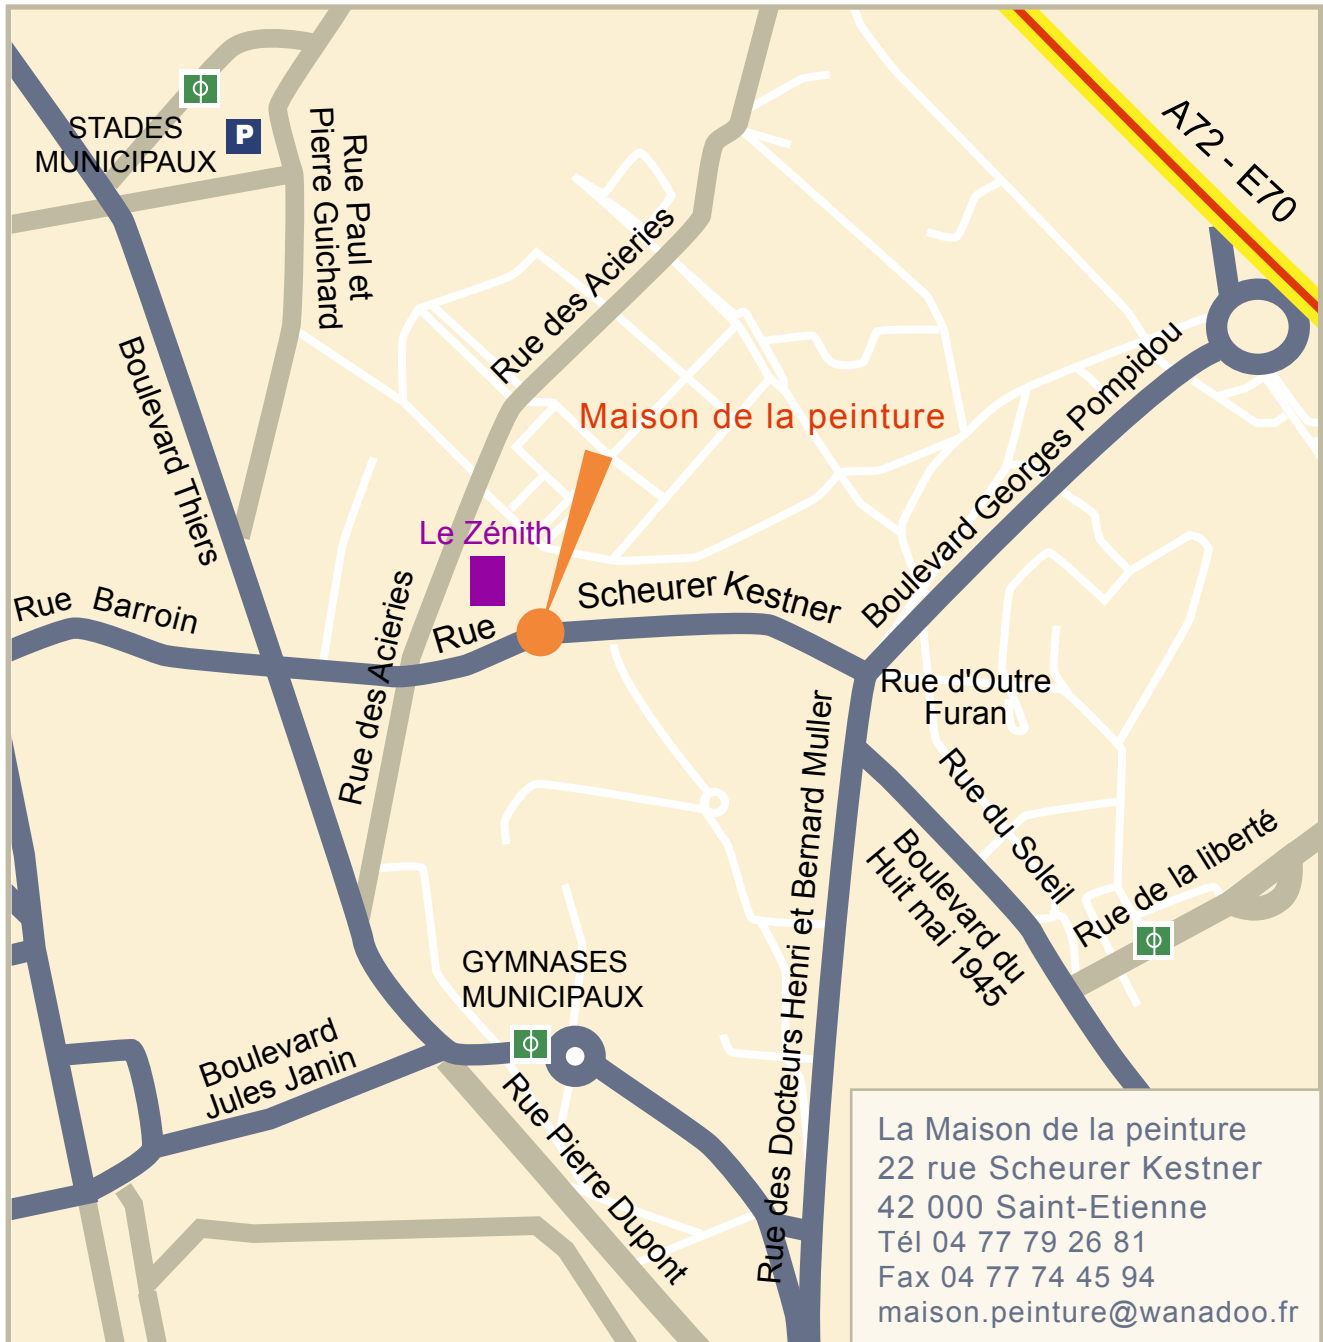 A72 - E70
STADES
MUNICIPAUX
P
Rue Paul et
Pierre Guichard
Rue des Acieries
Boulevard Thiers
Maison de la peinture
Boulevard Georges Pompidou
Le Zénith
Rue Barroin
Rue Scheurer Kestner
Rue des Acieries
Rue d'Outre
Furan
Rue des Docteurs Henri et Bernard Muller
Rue du Soleil
Rue de la liberté
Boulevard du
Huit mai 1945
GYMNASES
MUNICIPAUX
Boulevard
Jules Janin
Rue Pierre Dupont
La Maison de la peinture
22 rue Scheurer Kestner
42 000 Saint-Etienne
Tél 04 77 79 26 81
Fax 04 77 74 45 94
maison.peinture@wanadoo.fr